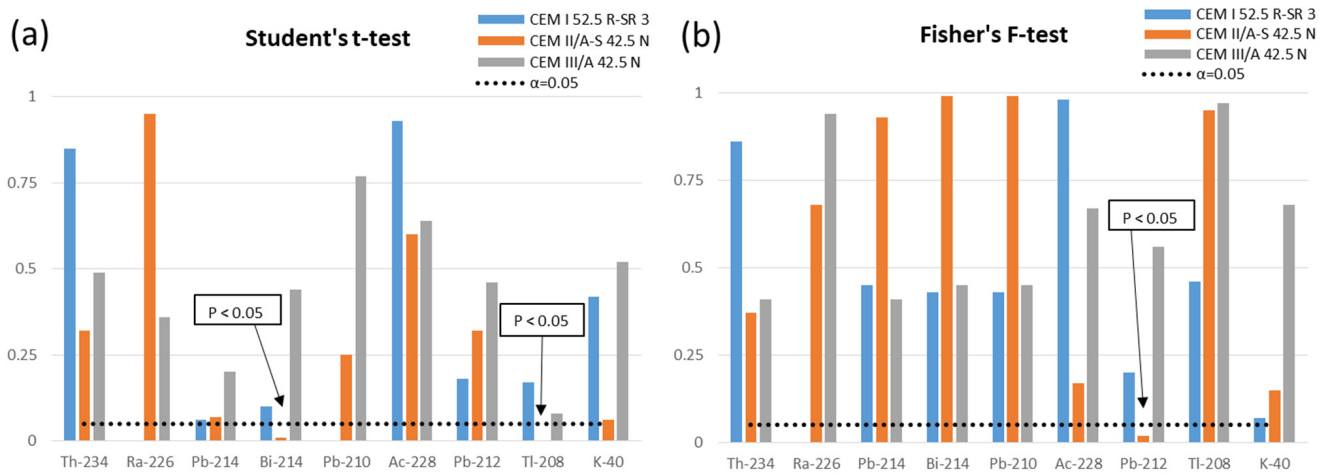 (a)
Student's t-test
CEM I 52.5 R-SR 3
CEM II/A-S 42.5 N
CEM III/A 42.5 N
α=0.05
1
0.75
0.5
0.25
0
P < 0.05
P < 0.05
Th-234 Ra-226 Pb-214 Bi-214 Pb-210 Ac-228 Pb-212 Tl-208 K-40
(b)
Fisher's F-test
CEM I 52.5 R-SR 3
CEM II/A-S 42.5 N
CEM III/A 42.5 N
α=0.05
1
0.75
0.5
0.25
0
P < 0.05
Th-234 Ra-226 Pb-214 Bi-214 Pb-210 Ac-228 Pb-212 Tl-208 K-40